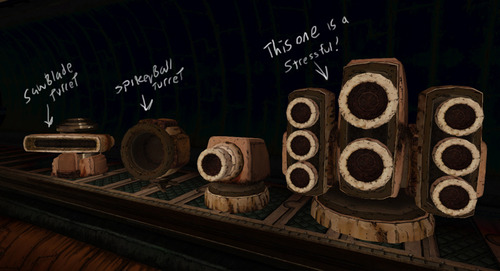 SawBlade
Turret
SpikeyBall
Turret
This one is a
Stressful!